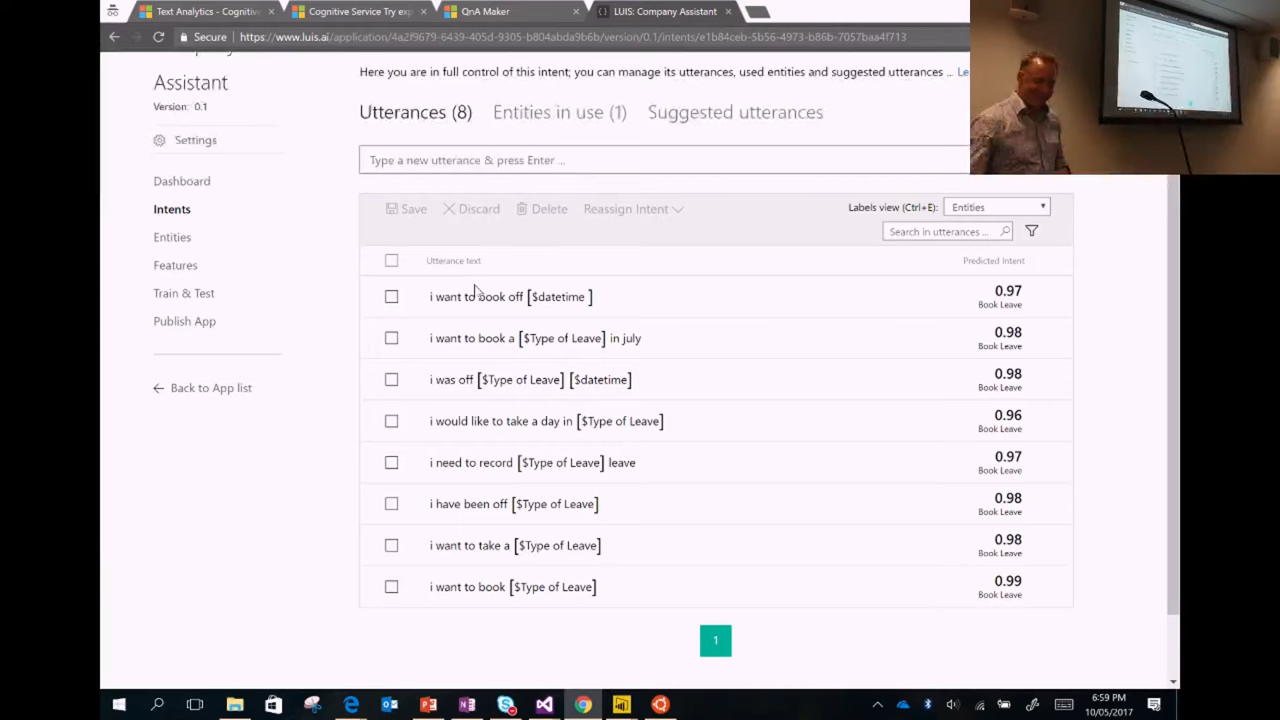 Text Analytics - Cognitive
Cognitive Service Try exp
QnA Maker
LUIS: Company Assistant
Secure
https://www.luis.ai/application/4a2f9679-6439-405d-9305-b804abda9b6b/version/0.1/intents/e1b84ceb-5b56-4973-b86b-7057baa4f713
Assistant
Version: 0.1
Settings
Dashboard
Intents
Entities
Features
Train & Test
Publish App
Back to App list
Here you are in full control of this intent; you can manage its utterances, used entities and suggested utterances ... Le
Utterances (8) Entities in use (1) Suggested utterances
Type a new utterance & press Enter ...
Save Discard Delete Reassign Intent
Labels view (Ctrl+E): Entities
Search in utterances ...
Utterance text Predicted Intent
i want to book off [$datetime ] 0.97
Book Leave
i want to book a [$Type of Leave] in july 0.98
Book Leave
i was off [$Type of Leave] [$datetime] 0.98
Book Leave
i would like to take a day in [$Type of Leave] 0.96
Book Leave
i need to record [$Type of Leave] leave 0.97
Book Leave
i have been off [$Type of Leave] 0.98
Book Leave
i want to take a [$Type of Leave] 0.98
Book Leave
i want to book [$Type of Leave] 0.99
Book Leave
1
6:59 PM
10/05/2017